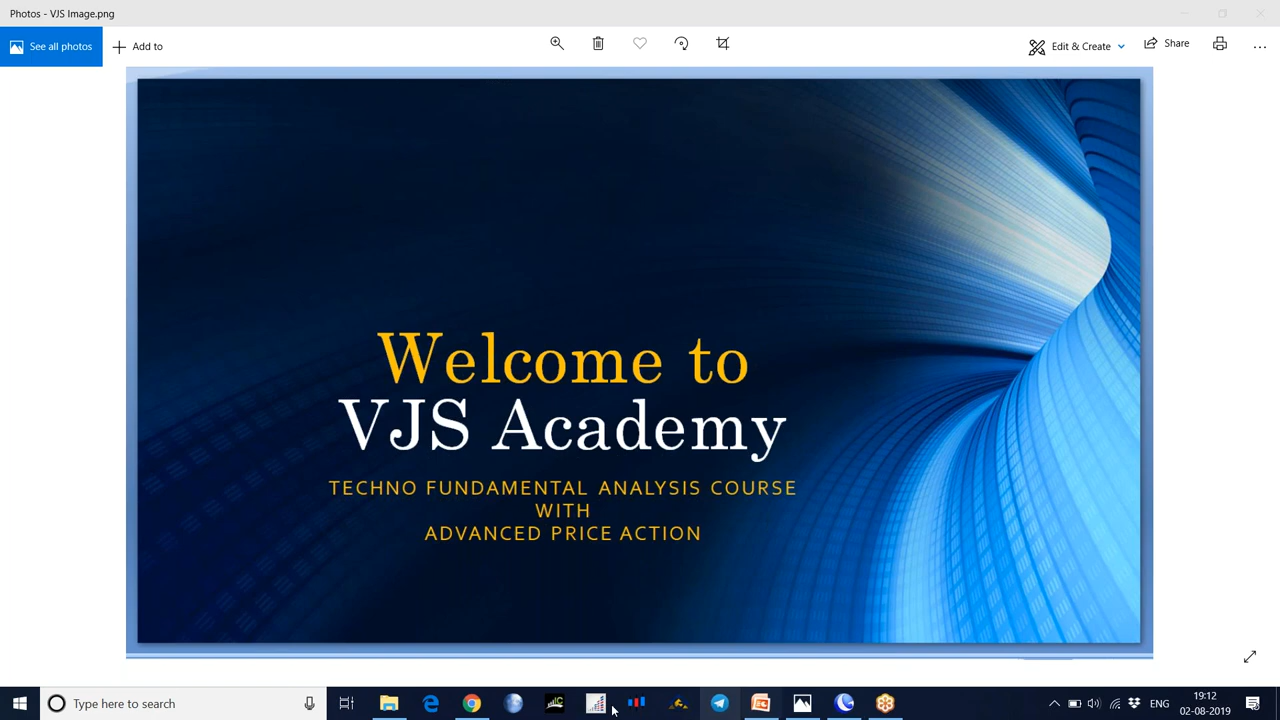 Photos - VJS Image.png
See all photos
Add to
Edit & Create
Share
Welcome to
VJS Academy
TECHNO FUNDAMENTAL ANALYSIS COURSE
WITH
ADVANCED PRICE ACTION
Type here to search
ENG
19:12
02-08-2019